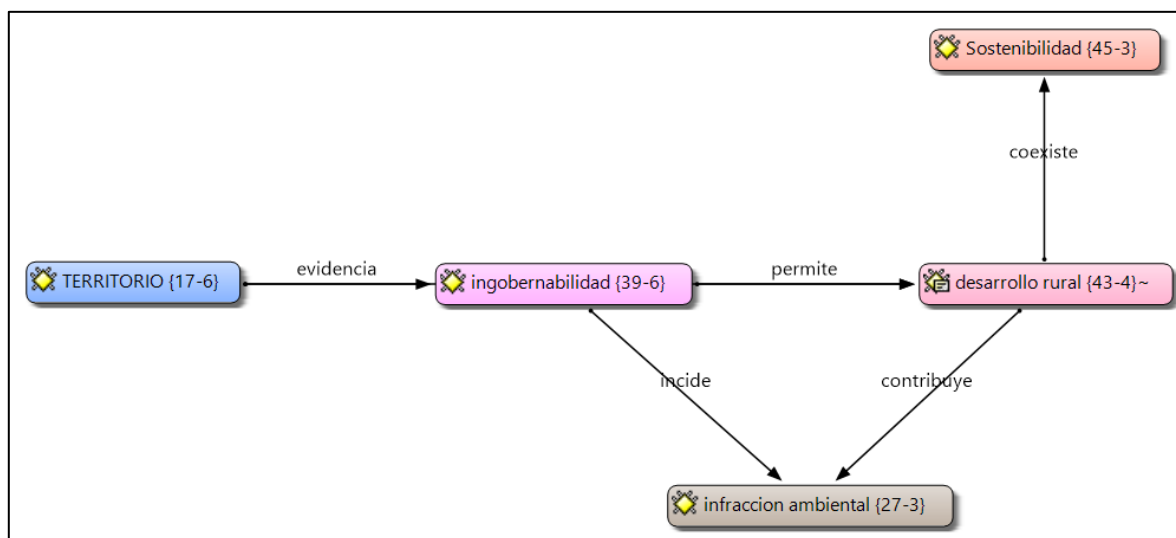 Sostenibilidad {45-3}
coexiste
TERRITORIO {17-6}
evidencia
ingobernabilidad {39-6}
permite
desarrollo rural {43-4}~
incide
contribuye
infraccion ambiental {27-3}